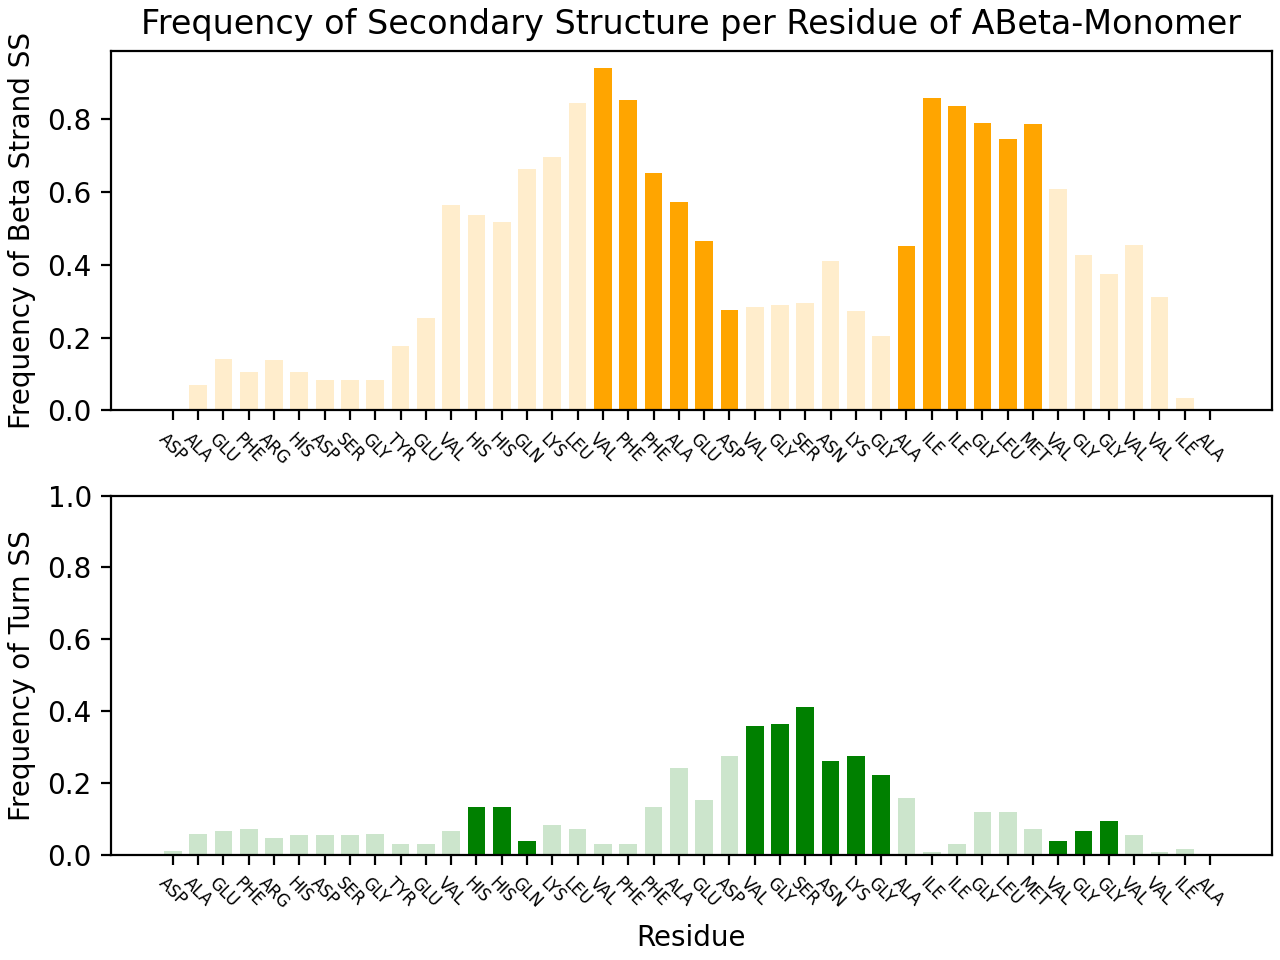 Frequency of Secondary Structure per Residue of ABeta-Monomer
Frequency of Beta Strand SS
0.8
0.6
0.4
0.2
0.0
ASP ALA GLU PHE ARG HIS ASP SER GLY TYR GLU VAL HIS HIS GLN LYS LEU VAL PHE PHE ALA GLU ASP VAL GLY SER ASN LYS GLY ALA ILE ILE GLY LEU MET VAL GLY GLY VAL VAL ILE ALA
Frequency of Turn SS
1.0
0.8
0.6
0.4
0.2
0.0
ASP ALA GLU PHE ARG HIS ASP SER GLY TYR GLU VAL HIS HIS GLN LYS LEU VAL PHE PHE ALA GLU ASP VAL GLY SER ASN LYS GLY ALA ILE ILE GLY LEU MET VAL GLY GLY VAL VAL ILE ALA
Residue